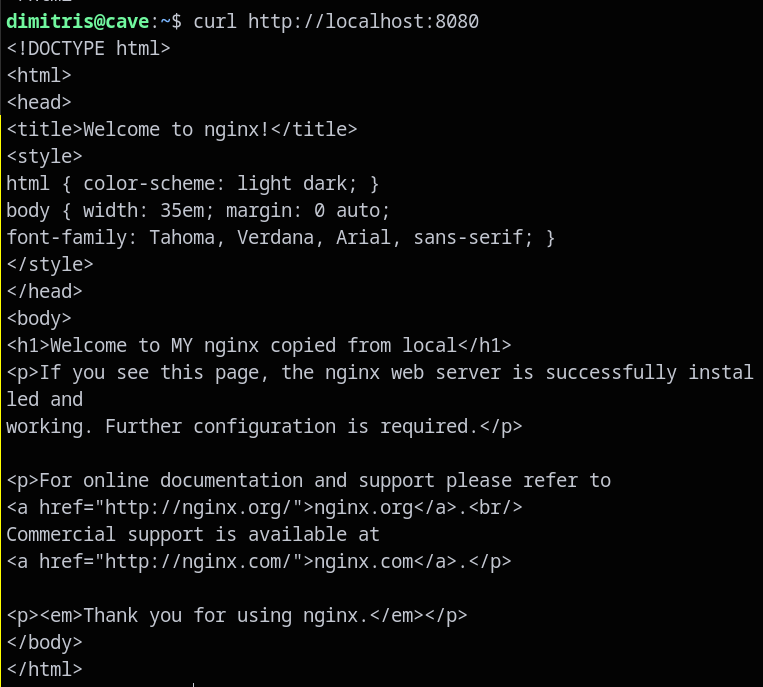 dimitris@cave:~$ curl http://localhost:8080
<!DOCTYPE html>
<html>
<head>
<title>Welcome to nginx!</title>
<style>
html { color-scheme: light dark; }
body { width: 35em; margin: 0 auto;
font-family: Tahoma, Verdana, Arial, sans-serif; }
</style>
</head>
<body>
<h1>Welcome to MY nginx copied from local</h1>
<p>If you see this page, the nginx web server is successfully instal
led and
working. Further configuration is required.</p>

<p>For online documentation and support please refer to
<a href="http://nginx.org/">nginx.org</a>.<br/>
Commercial support is available at
<a href="http://nginx.com/">nginx.com</a>.</p>

<p><em>Thank you for using nginx.</em></p>
</body>
</html>